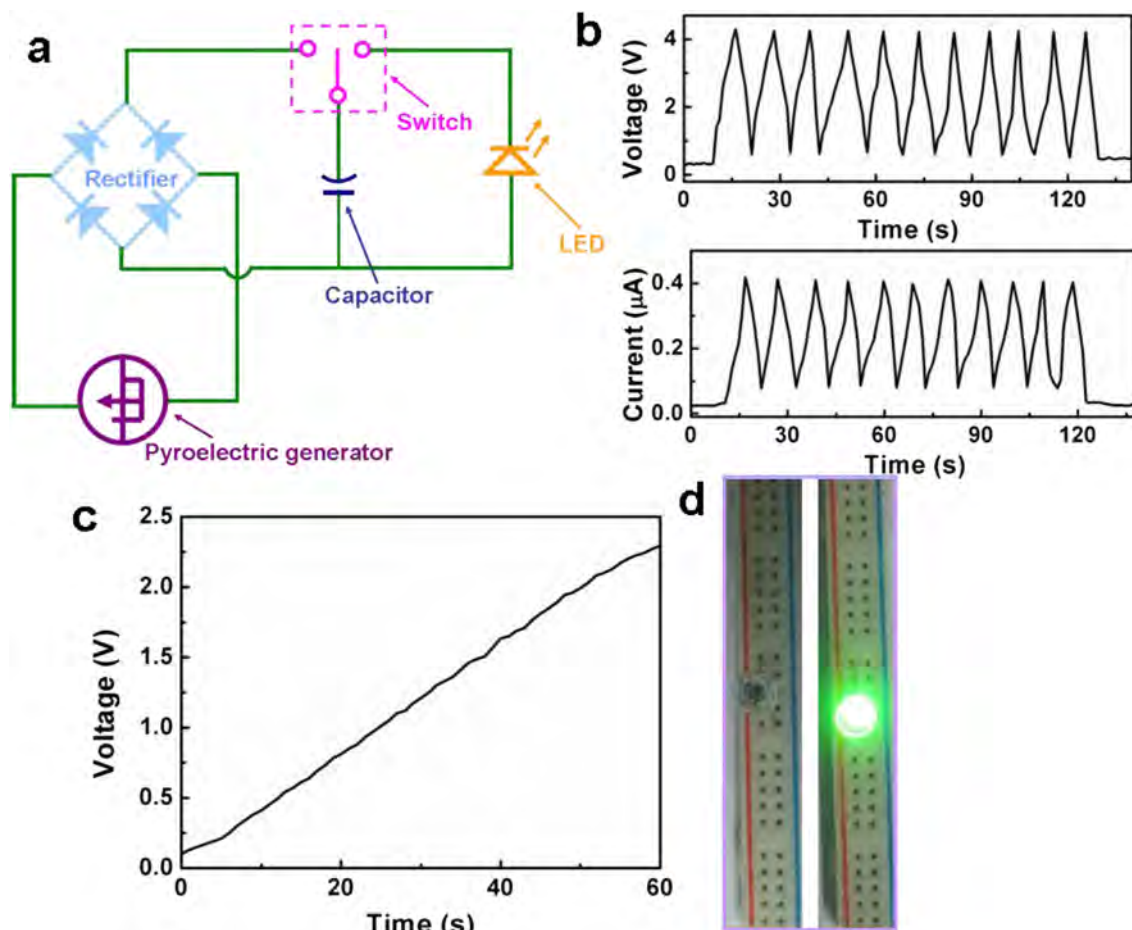 a
Switch
Rectifier
LED
Capacitor
Pyroelectric generator
b
Voltage (V)
4
2
0
0 30 60 90 120
Time (s)
Current (μA)
0.4
0.2
0.0
0 30 60 90 120
Time (s)
c
Voltage (V)
2.5
2.0
1.5
1.0
0.5
0.0
0 20 40 60
Time (s)
d